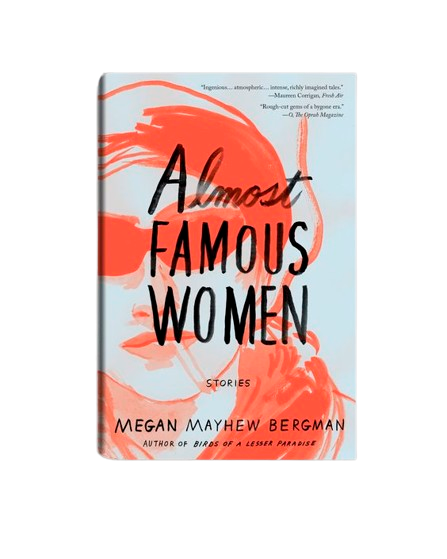 “Ingenious... atmospheric... intense, richly imagined tales.”
—Maureen Corrigan, Fresh Air
“Rough-cut gems of a bygone era.”
—O, The Oprah Magazine
Almost
FAMOUS
WOMEN
STORIES
MEGAN MAYHEW BERGMAN
AUTHOR OF BIRDS OF A LESSER PARADISE